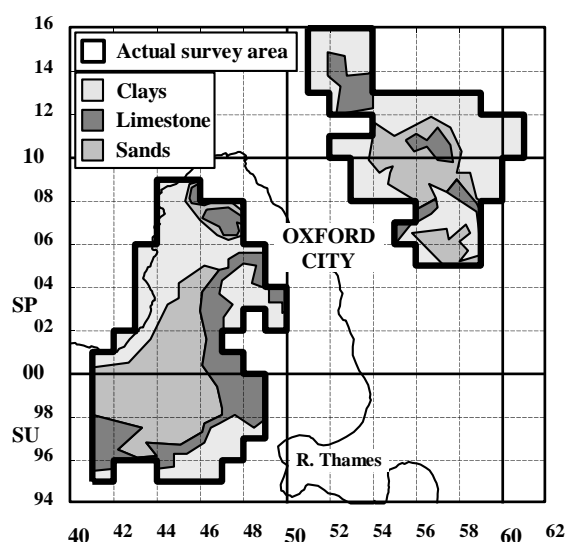 16
14
12
10
08
06
04
SP
02
00
98
SU
96
94
Actual survey area
Clays
Limestone
Sands
OXFORD
CITY
R. Thames
40 42 44 46 48 50 52 54 56 58 60 62